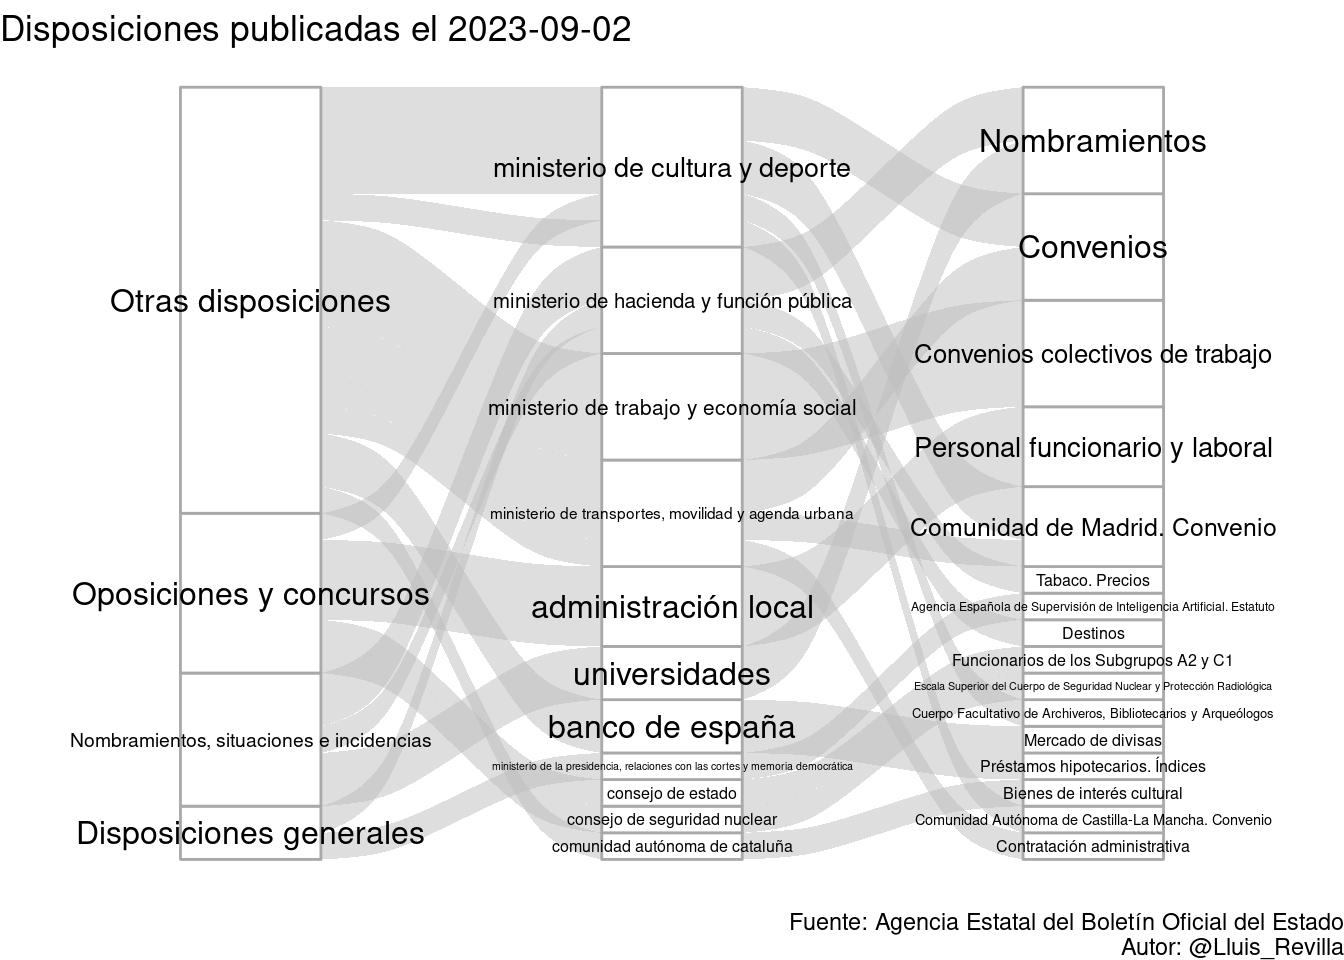 Disposiciones publicadas el 2023-09-02
Otras disposiciones
Oposiciones y concursos
Nombramientos, situaciones e incidencias
Disposiciones generales
ministerio de cultura y deporte
ministerio de hacienda y función pública
ministerio de trabajo y economía social
ministerio de transportes, movilidad y agenda urbana
administración local
universidades
banco de españa
ministerio de la presidencia, relaciones con las cortes y memoria democrática
consejo de estado
consejo de seguridad nuclear
comunidad autónoma de cataluña
Nombramientos
Convenios
Convenios colectivos de trabajo
Personal funcionario y laboral
Comunidad de Madrid. Convenio
Tabaco. Precios
Agencia Española de Supervisión de Inteligencia Artificial. Estatuto
Destinos
Funcionarios de los Subgrupos A2 y C1
Escala Superior del Cuerpo de Seguridad Nuclear y Protección Radiológica
Cuerpo Facultativo de Archiveros, Bibliotecarios y Arqueólogos
Mercado de divisas
Préstamos hipotecarios. Índices
Bienes de interés cultural
Comunidad Autónoma de Castilla-La Mancha. Convenio
Contratación administrativa
Fuente: Agencia Estatal del Boletín Oficial del Estado
Autor: @Lluis_Revilla